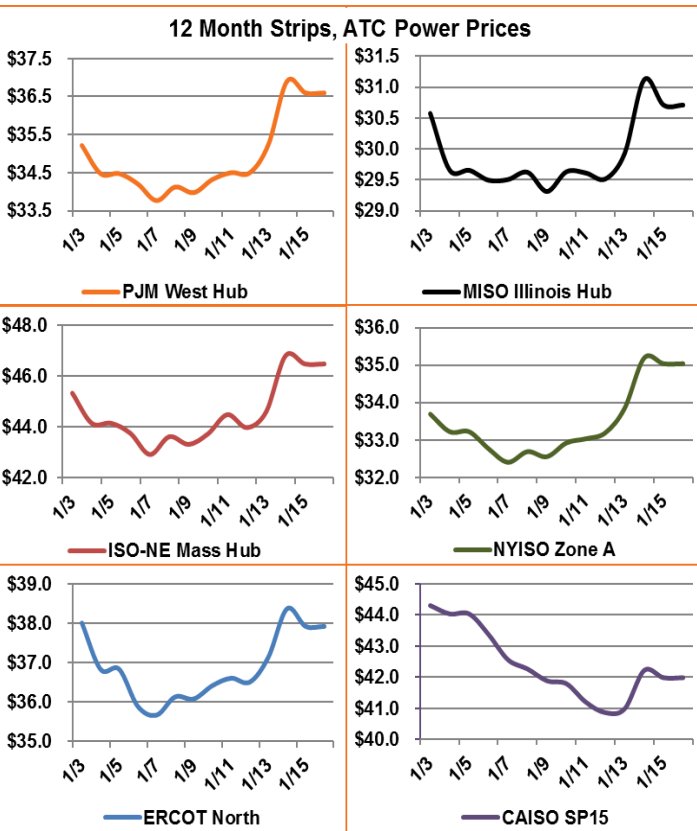 12 Month Strips, ATC Power Prices
$37.5
$36.5
$35.5
$34.5
$33.5
1/3 1/5 1/7 1/9 1/11 1/13 1/15
PJM West Hub
$31.5
$31.0
$30.5
$30.0
$29.5
$29.0
1/3 1/5 1/7 1/9 1/11 1/13 1/15
MISO Illinois Hub
$48.0
$46.0
$44.0
$42.0
1/3 1/5 1/7 1/9 1/11 1/13 1/15
ISO-NE Mass Hub
$36.0
$35.0
$34.0
$33.0
$32.0
1/3 1/5 1/7 1/9 1/11 1/13 1/15
NYISO Zone A
$39.0
$38.0
$37.0
$36.0
$35.0
1/3 1/5 1/7 1/9 1/11 1/13 1/15
ERCOT North
$45.0
$44.0
$43.0
$42.0
$41.0
$40.0
1/3 1/5 1/7 1/9 1/11 1/13 1/15
CAISO SP15